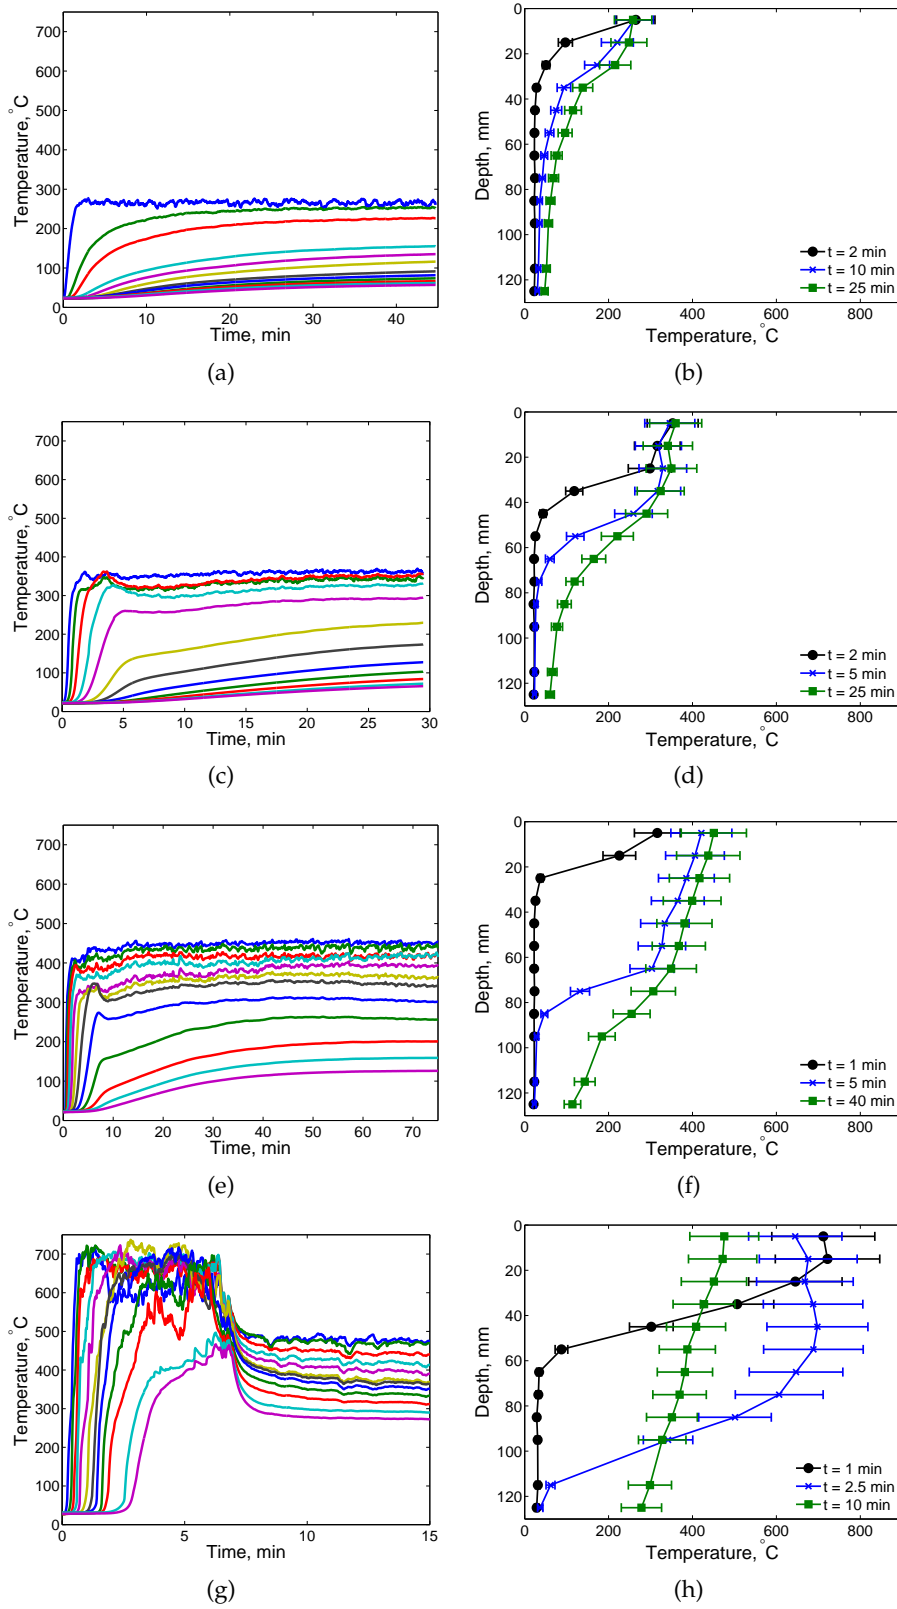 700
600
500
400
300
200
100
0
0 10 20 30 40
Temperature, °C
Time, min
(a)
0
20
40
60
80
100
120
0 200 400 600 800
Depth, mm
Temperature, °C
t = 2 min
t = 10 min
t = 25 min
(b)
700
600
500
400
300
200
100
0
0 5 10 15 20 25 30
Temperature, °C
Time, min
(c)
0
20
40
60
80
100
120
0 200 400 600 800
Depth, mm
Temperature, °C
t = 2 min
t = 5 min
t = 25 min
(d)
700
600
500
400
300
200
100
0
0 10 20 30 40 50 60 70
Temperature, °C
Time, min
(e)
0
20
40
60
80
100
120
0 200 400 600 800
Depth, mm
Temperature, °C
t = 1 min
t = 5 min
t = 40 min
(f)
700
600
500
400
300
200
100
0
0 5 10 15
Temperature, °C
Time, min
(g)
0
20
40
60
80
100
120
0 200 400 600 800
Depth, mm
Temperature, °C
t = 1 min
t = 2.5 min
t = 10 min
(h)